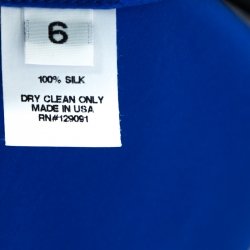 6
100% SILK
DRY CLEAN ONLY
MADE IN USA
RN#129091